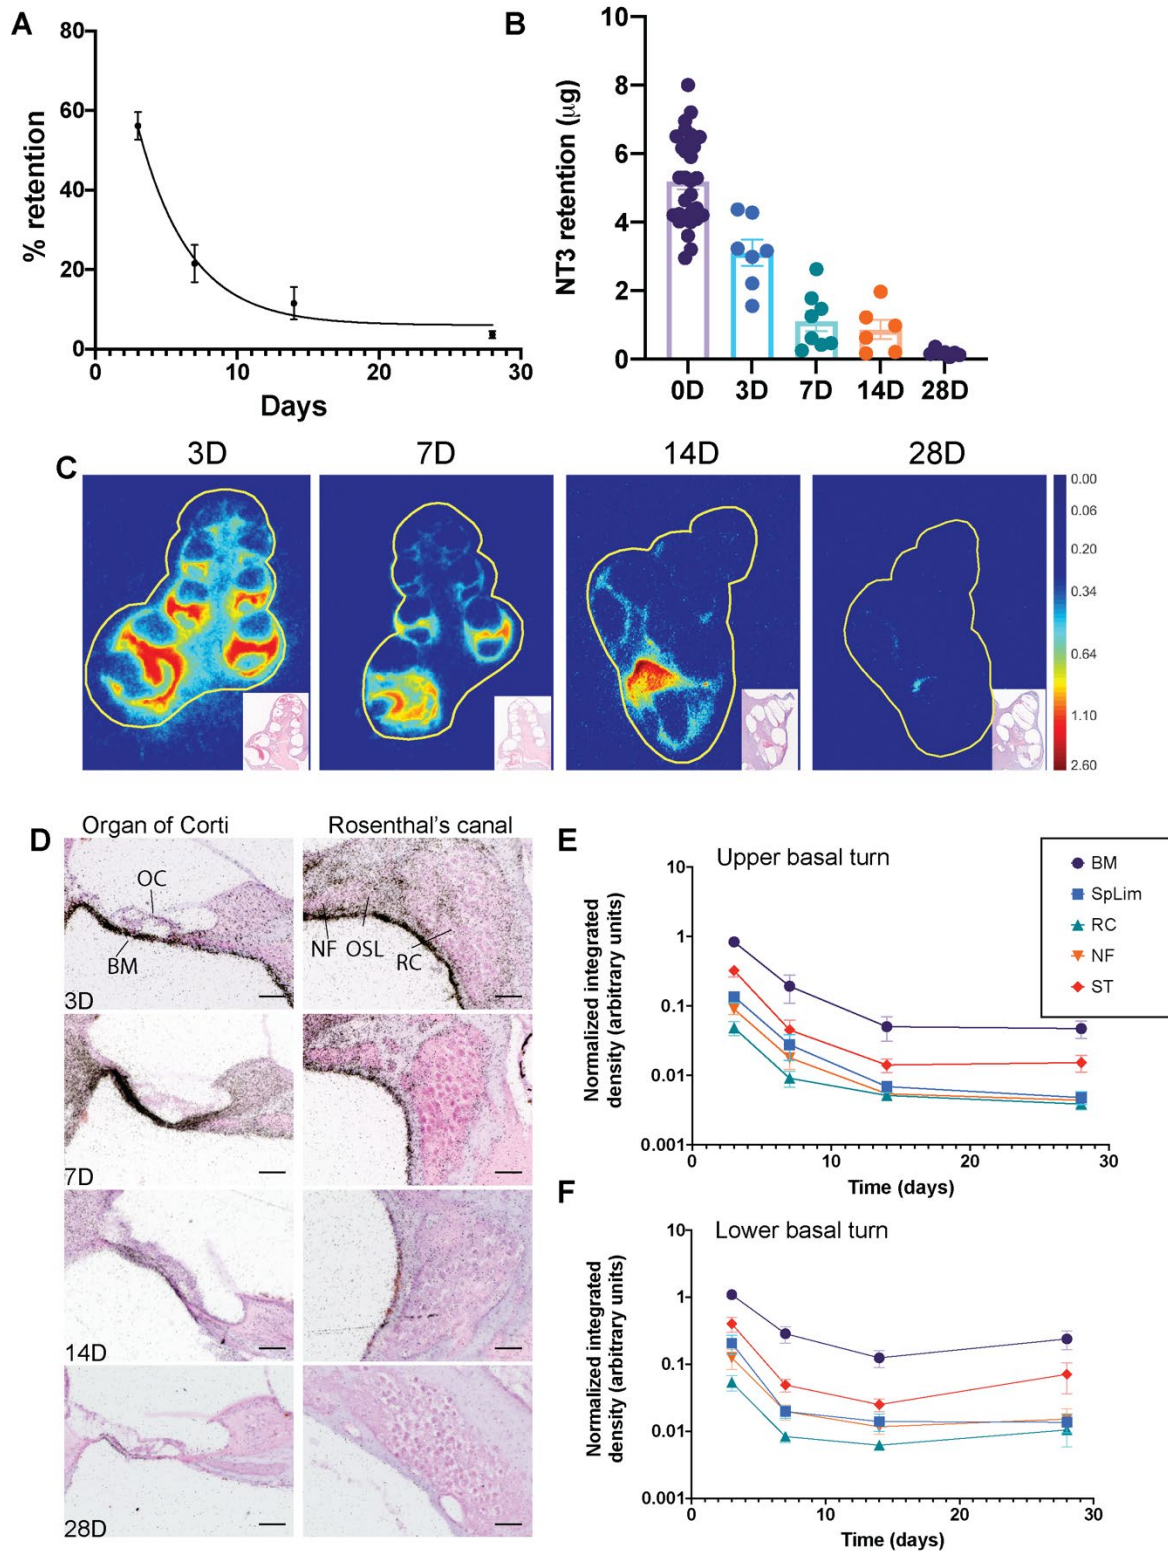 A
80
60
40
20
0
% retention
0
10
20
30
Days
B
10
8
6
4
2
0
NT3 retention (μg)
0D
3D
7D
14D
28D
C
3D
7D
14D
28D
0.00
0.06
0.20
0.34
0.64
1.10
2.60
D
Organ of Corti
Rosenthal's canal
OC
BM
3D
NF
OSL
RC
7D
14D
28D
E
Upper basal turn
10
1
0.1
0.01
0.001
Normalized integrated
density (arbitrary units)
0
10
20
30
Time (days)
BM
SpLim
RC
NF
ST
F
Lower basal turn
10
1
0.1
0.01
0.001
Normalized integrated
density (arbitrary units)
0
10
20
30
Time (days)